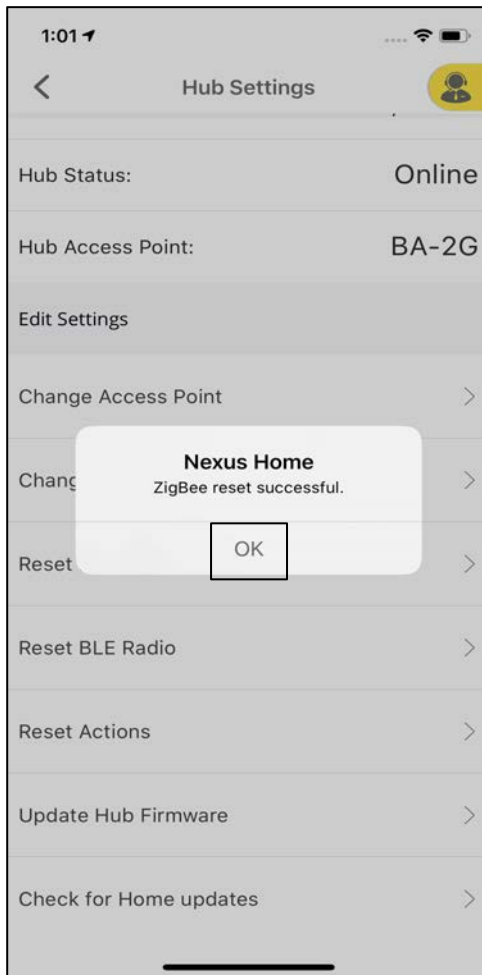 1:01
Hub Settings
Hub Status: Online
Hub Access Point: BA-2G
Edit Settings
Change Access Point
Nexus Home
Chang
ZigBee reset successful.
OK
Reset
Reset BLE Radio
Reset Actions
Update Hub Firmware
Check for Home updates